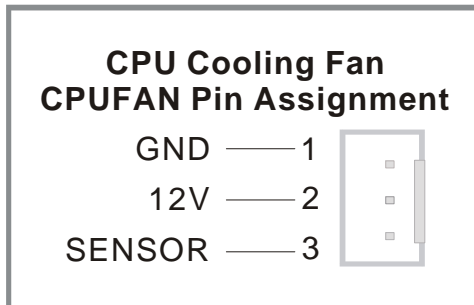 CPU Cooling Fan
CPUFAN Pin Assignment
GND 1
12V 2
SENSOR 3